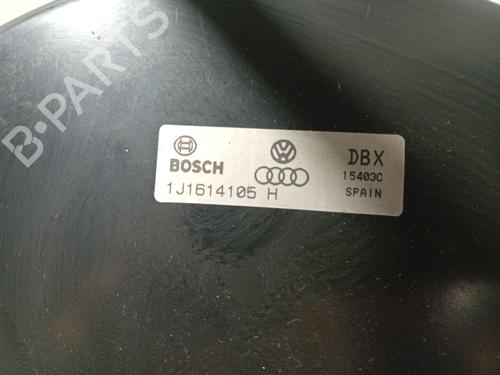 B-PARTS
BOSCH
DBX
15403C
1J1614105 H
SPAIN